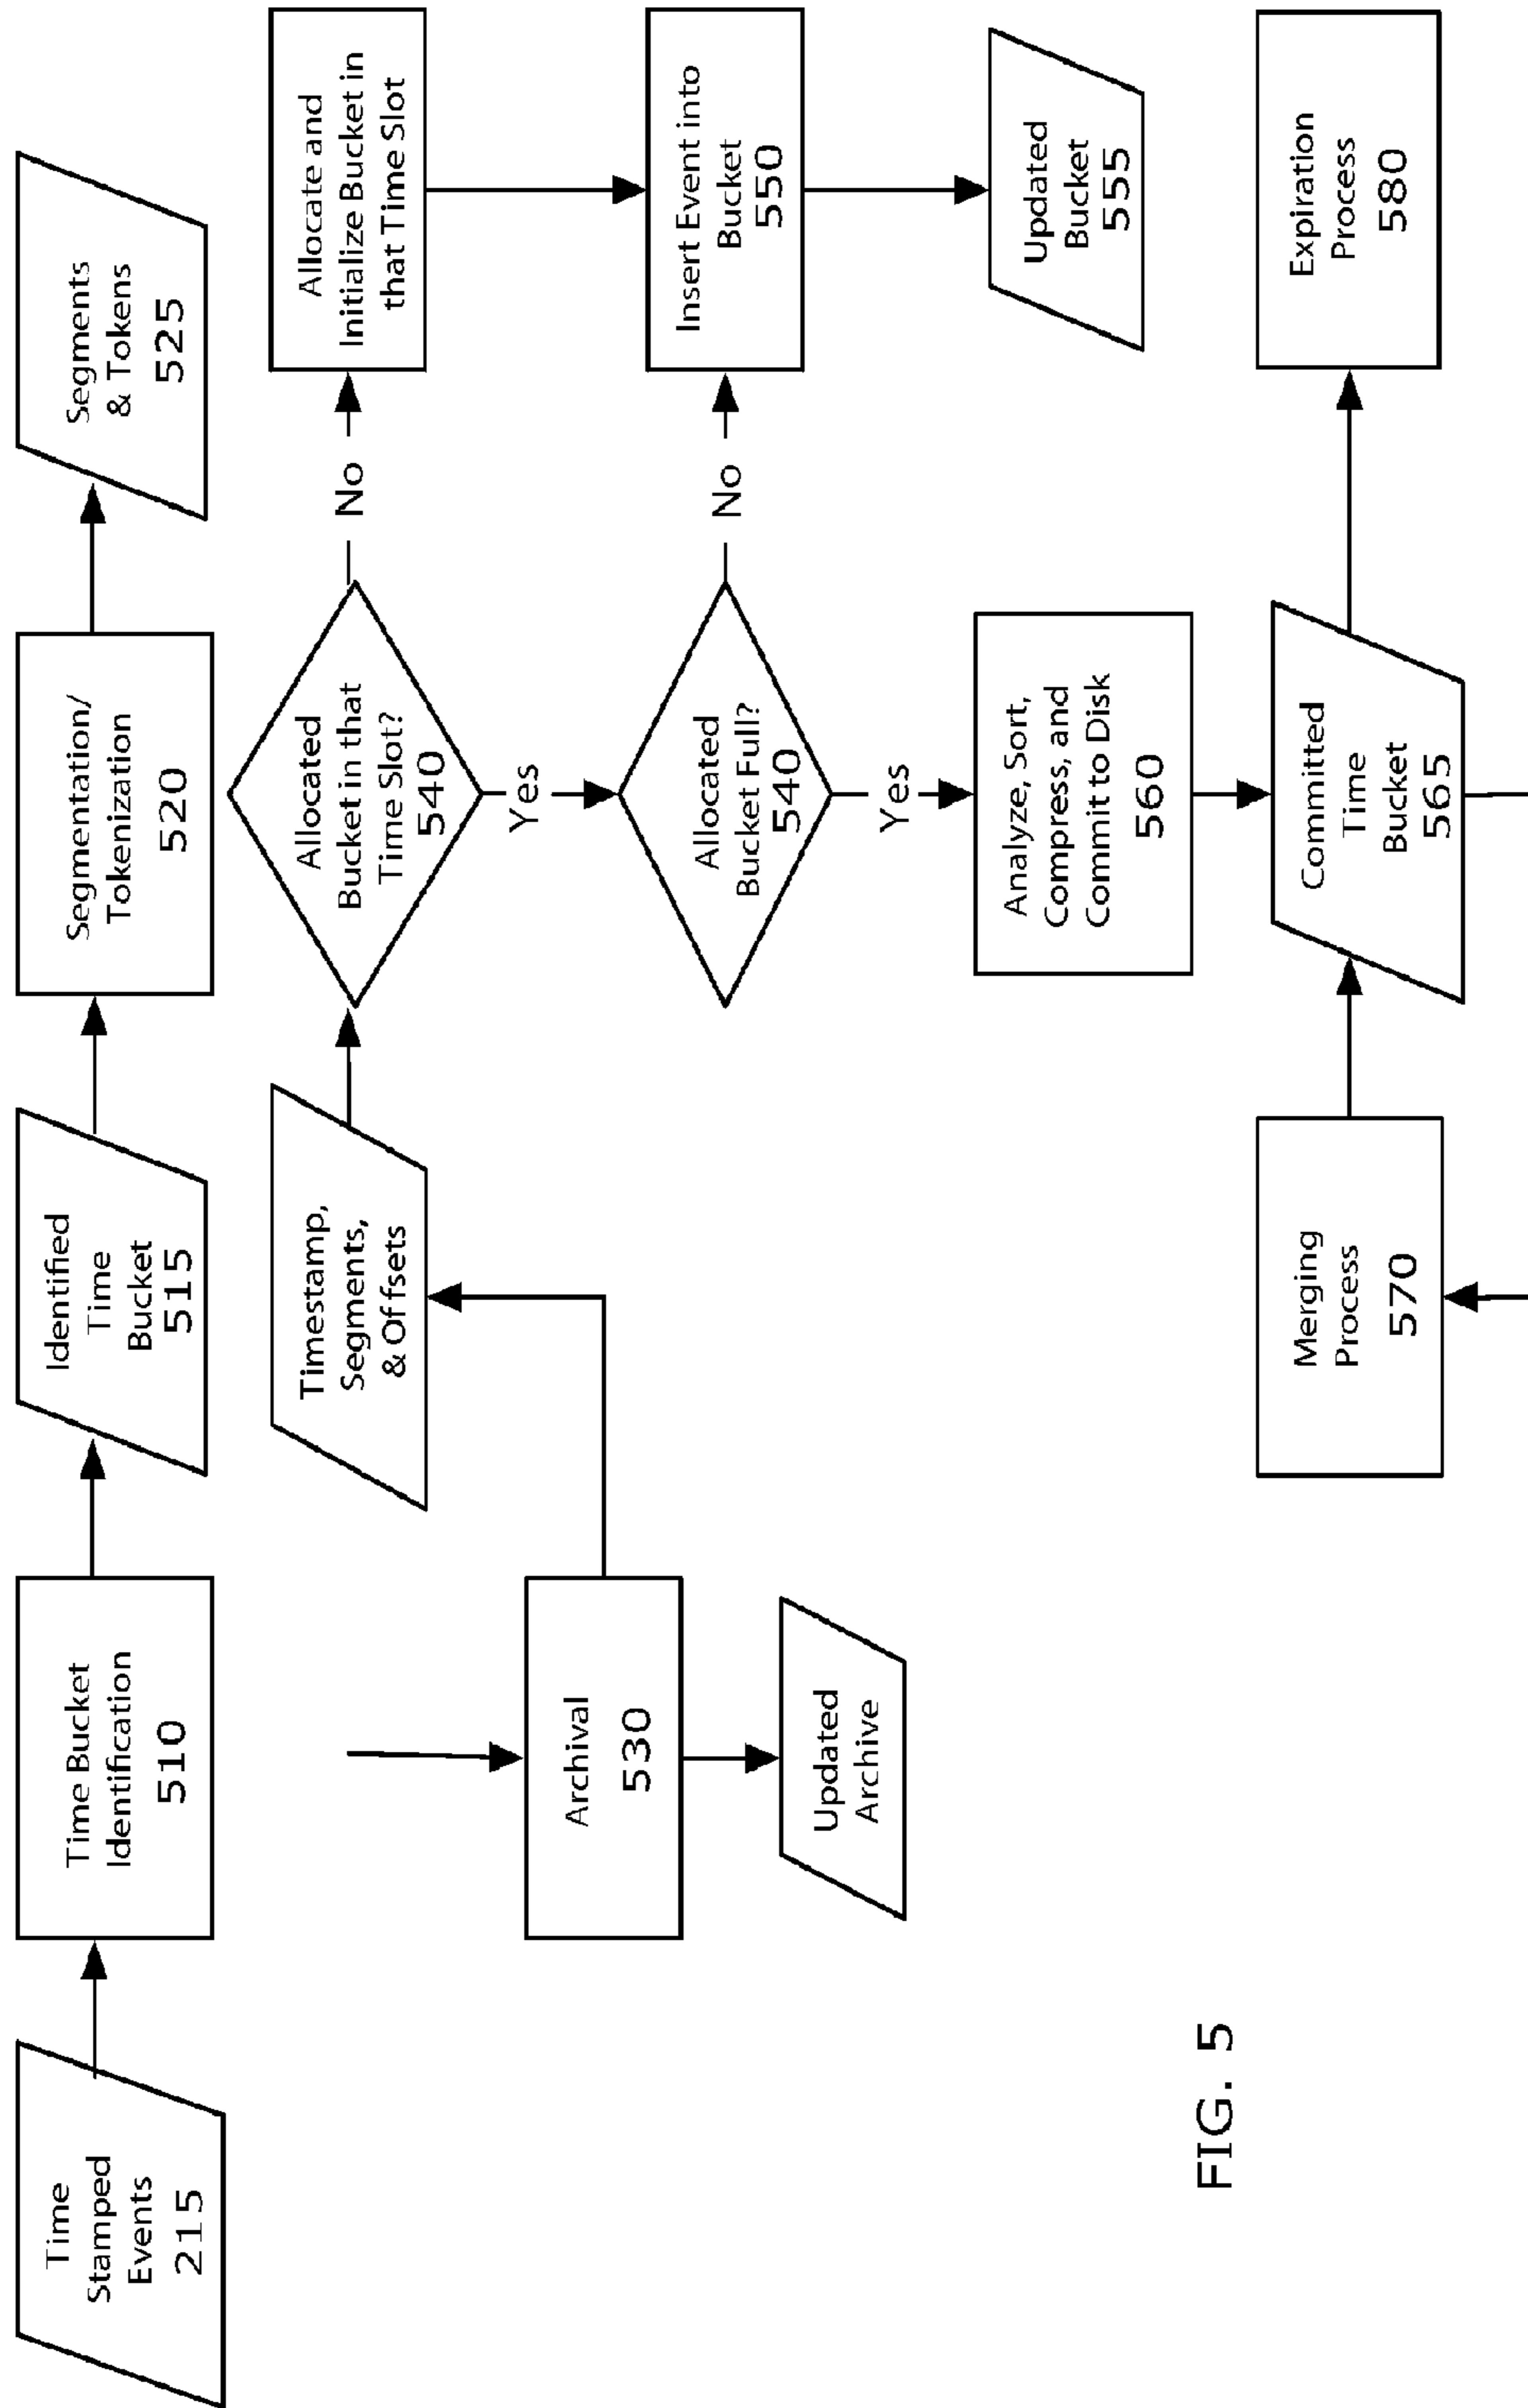 Time
Stamped
Events
215
Time Bucket
Identification
510
Identified
Time
Bucket
515
Segmentation/
Tokenization
520
Segments
& Tokens
525
Timestamp,
Segments,
& Offsets
Allocated
Bucket in that
Time Slot?
540
No
Allocate and
Initialize Bucket in
that Time Slot
Yes
Archival
530
Updated
Archive
Allocated
Bucket Full?
540
No
Insert Event into
Bucket
550
Updated
Bucket
555
Yes
Analyze, Sort,
Compress, and
Commit to Disk
560
Merging
Process
570
Committed
Time
Bucket
565
Expiration
Process
580
FIG. 5